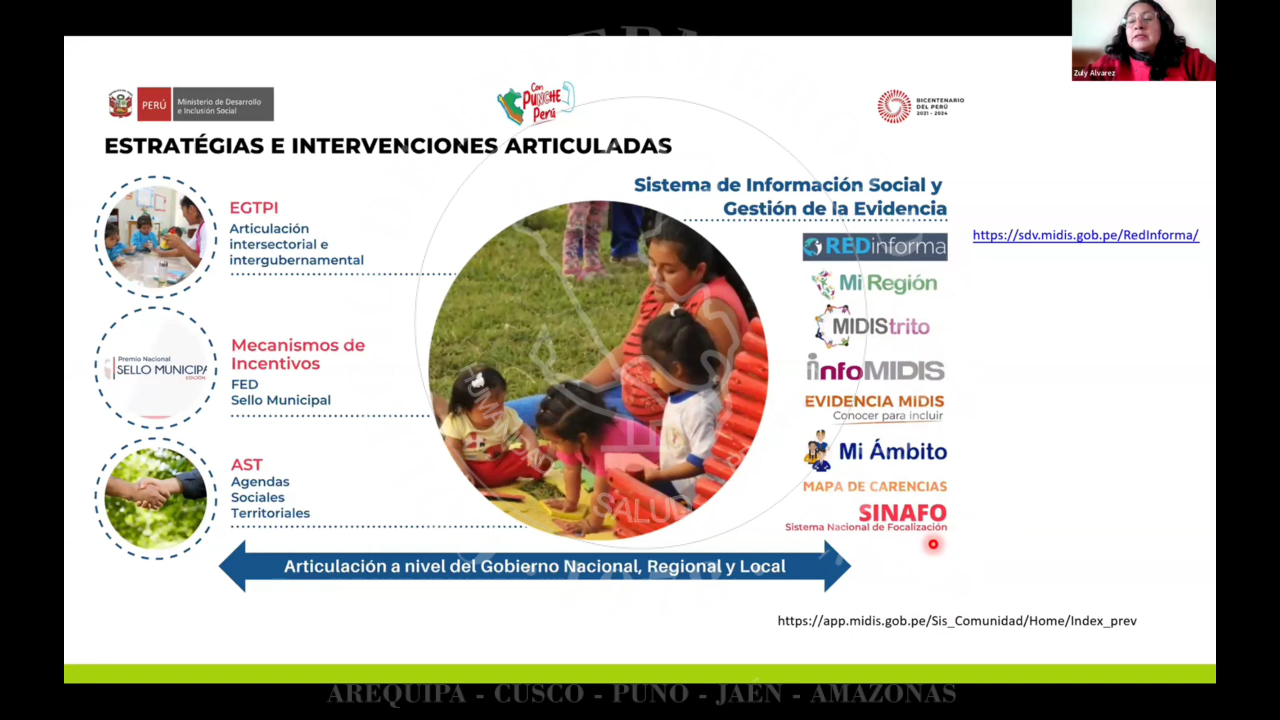 Zuly Alvarez
PERÚ
Ministerio de Desarrollo
e Inclusión Social
Con
PUNCHE
Perú
BICENTENARIO
DEL PERÚ
2021 - 2024
ESTRATÉGIAS E INTERVENCIONES ARTICULADAS
EGTPI
Articulación
intersectorial e
intergubernamental
Premio Nacional
SELLO MUNICIPA
Mecanismos de
Incentivos
FED
Sello Municipal
AST
Agendas
Sociales
Territoriales
Sistema de Información Social y
Gestión de la Evidencia
REDinforma
https://sdv.midis.gob.pe/RedInforma/
Mi Región
MIDIStrito
infoMIDIS
EVIDENCIA MIDIS
Conocer para incluir
Mi Ámbito
MAPA DE CARENCIAS
SINAFO
Sistema Nacional de Focalización
SALUD
Articulación a nivel del Gobierno Nacional, Regional y Local
https://app.midis.gob.pe/Sis_Comunidad/Home/Index_prev
AREQUIPA - CUSCO - PUNO - JAÉN - AMAZONAS